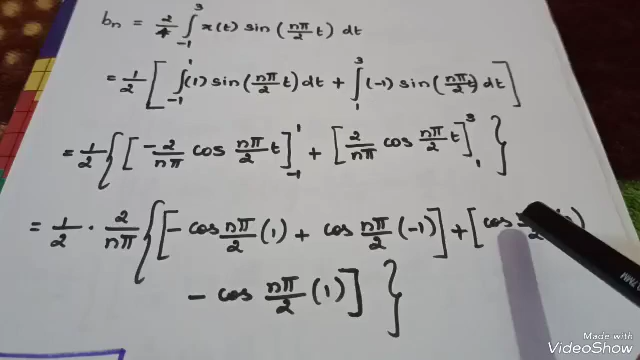 bn = 2/4 ∫_{-1}^{3} x(t) sin(nπ/2 t) dt
= 1/2 [ ∫_{-1}^{1} (1) sin(nπ/2 t) dt + ∫_{1}^{3} (-1) sin(nπ/2 t) dt ]
= 1/2 { [ -2/nπ cos nπ/2 t ]_{-1}^{1} + [ 2/nπ cos nπ/2 t ]_{1}^{3} }
= 1/2 · 2/nπ { [ -cos nπ/2 (1) + cos nπ/2 (-1) ] + [ cos
- cos nπ/2 (1) ] }
Made with
VideoShow